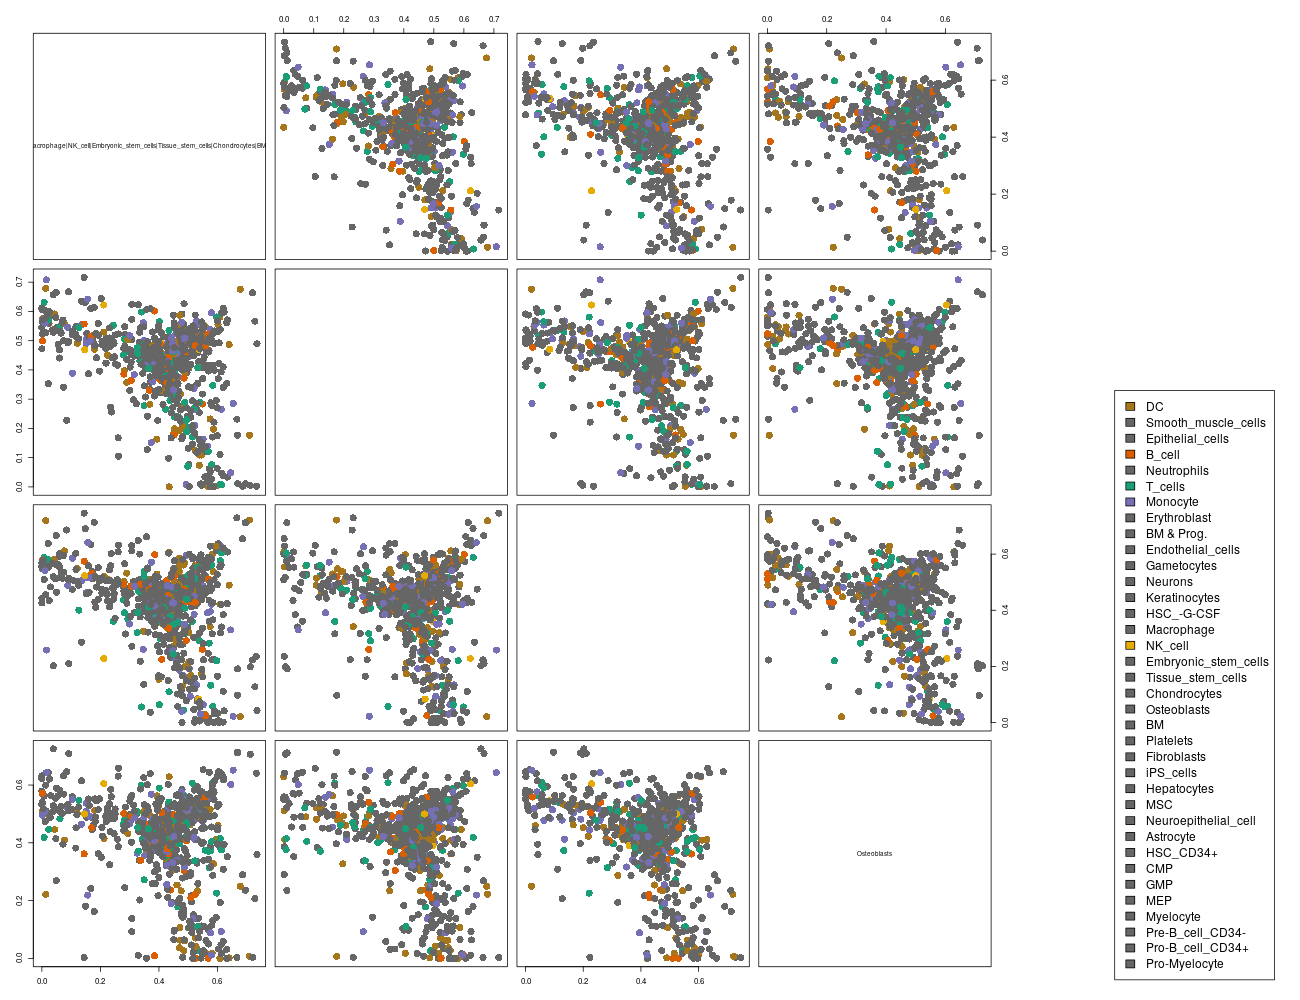 0.0 0.1 0.2 0.3 0.4 0.5 0.6 0.7
0.0 0.2 0.4 0.6
acrophage|NK_cell|Embryonic_stem_cells|Tissue_stem_cells|Chondrocytes|BM
0.6
0.4
0.2
0.0
0.7
0.6
0.5
0.4
0.3
0.2
0.1
0.0
0.6
0.4
0.2
0.0
0.6
0.4
0.2
0.0
Osteoblasts
0.0 0.2 0.4 0.6
0.0 0.2 0.4 0.6
DC
Smooth_muscle_cells
Epithelial_cells
B_cell
Neutrophils
T_cells
Monocyte
Erythroblast
BM & Prog.
Endothelial_cells
Gametocytes
Neurons
Keratinocytes
HSC_-G-CSF
Macrophage
NK_cell
Embryonic_stem_cells
Tissue_stem_cells
Chondrocytes
Osteoblasts
BM
Platelets
Fibroblasts
iPS_cells
Hepatocytes
MSC
Neuroepithelial_cell
Astrocyte
HSC_CD34+
CMP
GMP
MEP
Myelocyte
Pre-B_cell_CD34-
Pro-B_cell_CD34+
Pro-Myelocyte